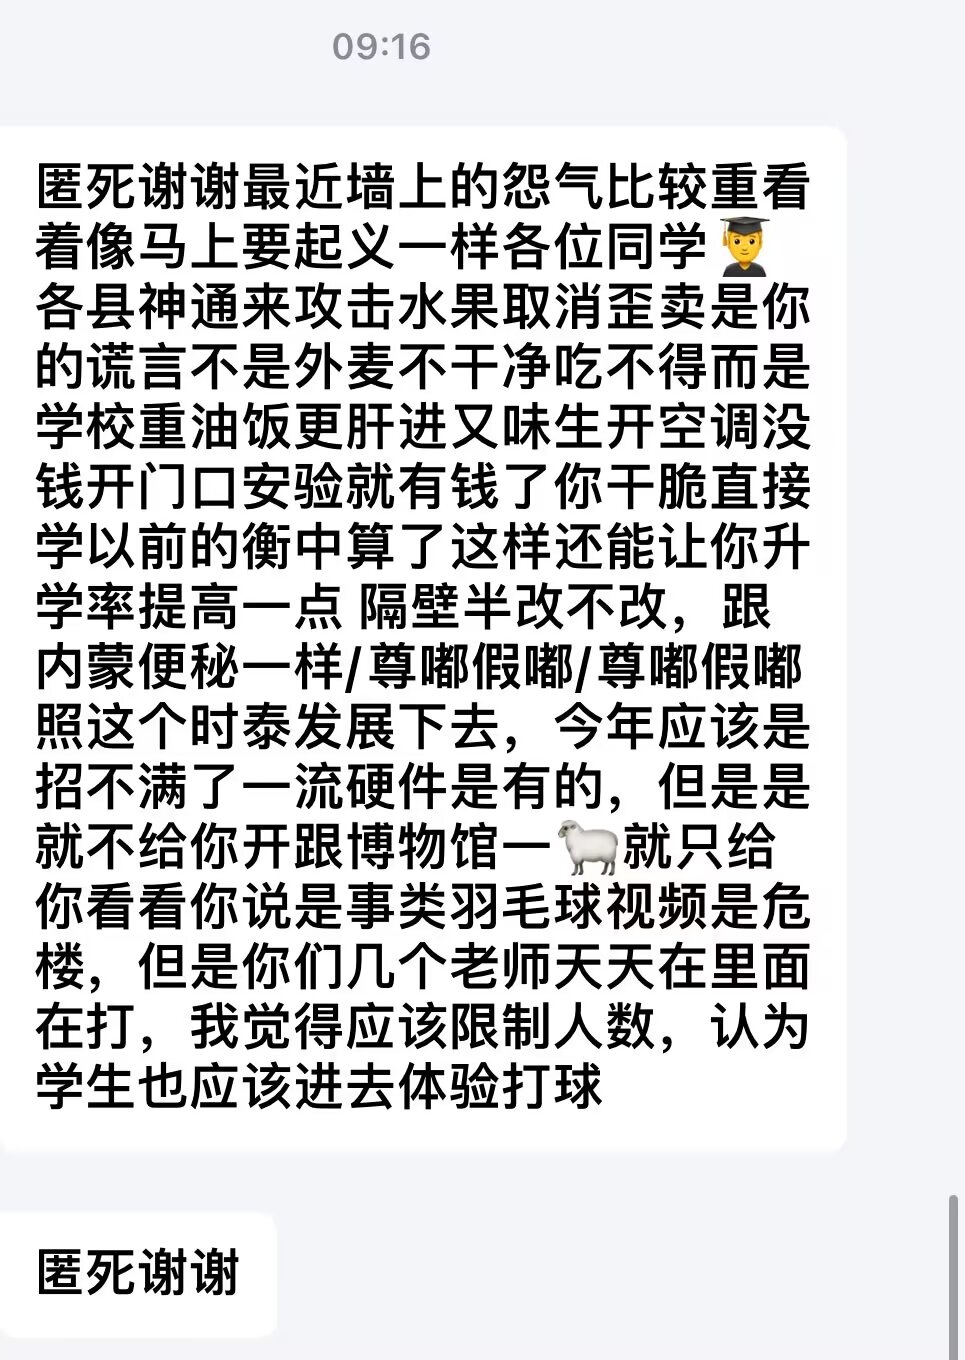 09:16
匿死谢谢最近墙上的怨气比较重看
着像马上要起义一样各位同学👨‍🎓
各县神通来攻击水果取消歪卖是你
的谎言不是外麦不干净吃不得而是
学校重油饭更肝进又味生开空调没
钱开门口安验就有钱了你干脆直接
学以前的衡中算了这样还能让你升
学率提高一点 隔壁半改不改，跟
内蒙便秘一样/尊嘟假嘟/尊嘟假嘟
照这个时泰发展下去，今年应该是
招不满了一流硬件是有的，但是是
就不给你开跟博物馆一🐑就只给
你看看你说是事类羽毛球视频是危
楼，但是你们几个老师天天在里面
在打，我觉得应该限制人数，认为
学生也应该进去体验打球
匿死谢谢